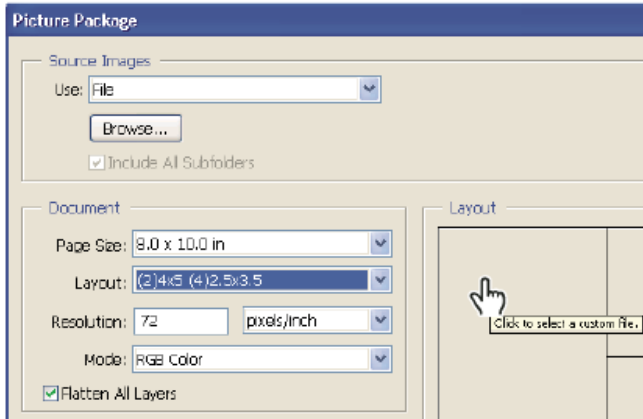 Picture Package
Source Images
Use: File
Browse...
Include All Subfolders
Document
Page Size: 8.0 x 10.0 in
Layout: (2)4x5 (4)2.5x3.5
Resolution: 72 pixels/inch
Mode: RGB Color
Flatten All Layers
Layout
Click to select a custom file.